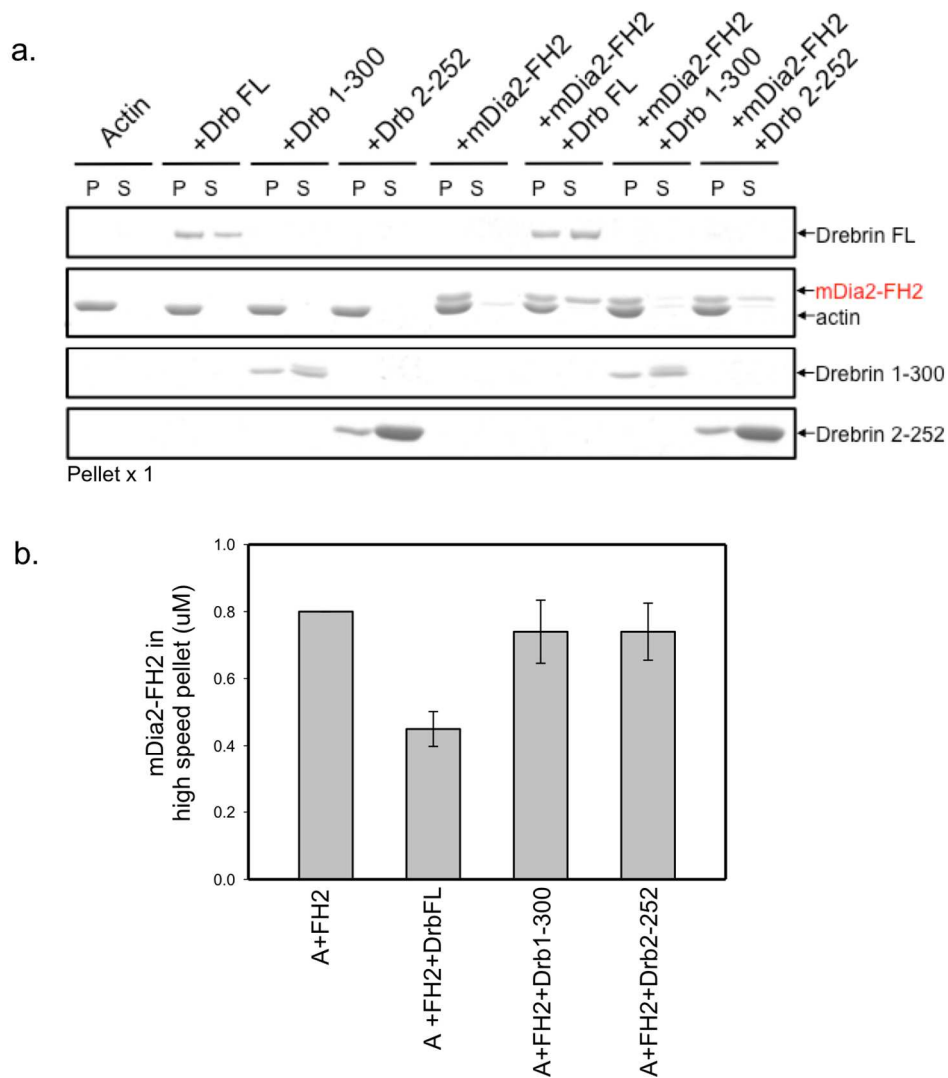 a.
Actin
+Drb FL
+Drb 1-300
+Drb 2-252
+mDia2-FH2
+mDia2-FH2
+Drb FL
+mDia2-FH2
+Drb 1-300
+mDia2-FH2
+Drb 2-252
P S P S P S P S P S P S P S P S
Drebrin FL
mDia2-FH2
actin
Drebrin 1-300
Drebrin 2-252
Pellet x 1
b.
mDia2-FH2 in
high speed pellet (uM)
1.0
0.8
0.6
0.4
0.2
0.0
A+FH2
A +FH2+DrbFL
A+FH2+Drb1-300
A+FH2+Drb2-252